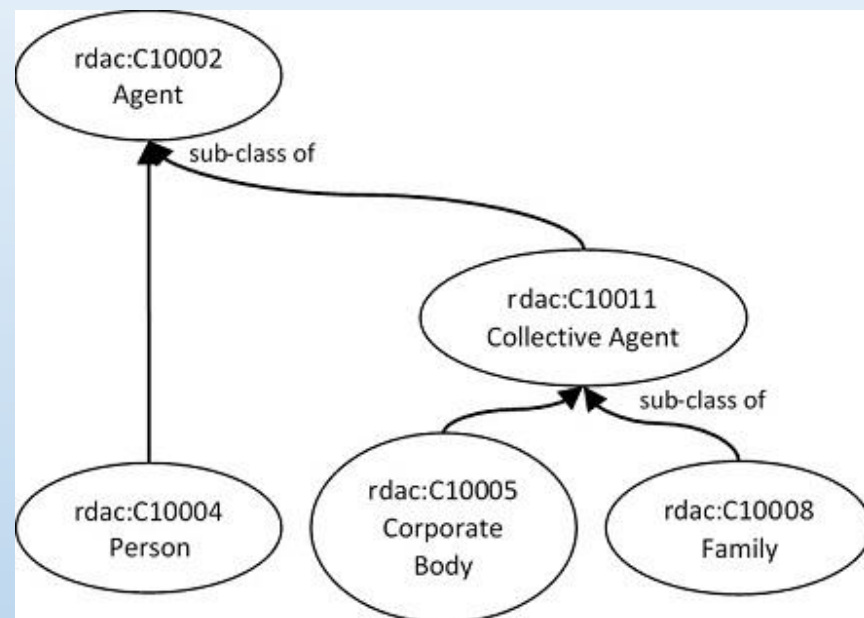 rdac:C10002
Agent
sub-class of
rdac:C10011
Collective Agent
sub-class of
rdac:C10004
Person
rdac:C10005
Corporate
Body
rdac:C10008
Family